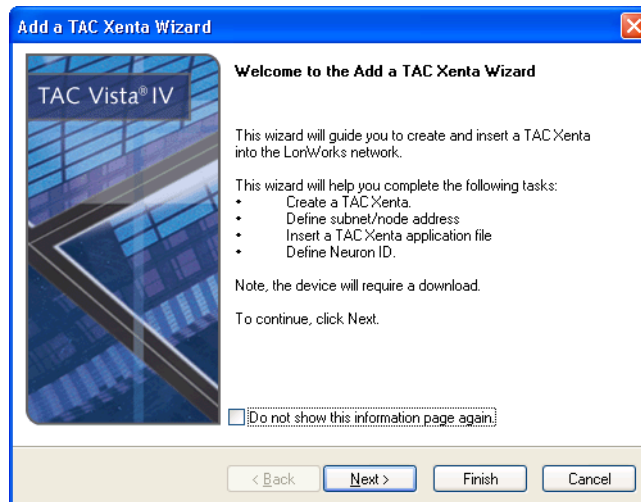 Add a TAC Xenta Wizard
TAC Vista® IV
Welcome to the Add a TAC Xenta Wizard
This wizard will guide you to create and insert a TAC Xenta
into the LonWorks network.
This wizard will help you complete the following tasks:
• Create a TAC Xenta.
• Define subnet/node address
• Insert a TAC Xenta application file
• Define Neuron ID.
Note, the device will require a download.
To continue, click Next.
Do not show this information page again.
< Back Next > Finish Cancel